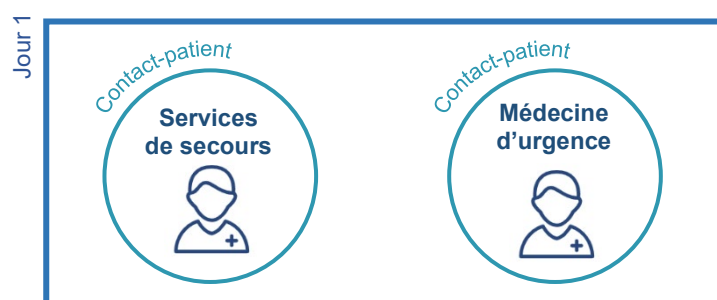 Jour 1
Contact-patient
Services
de secours
Contact-patient
Médecine
d'urgence